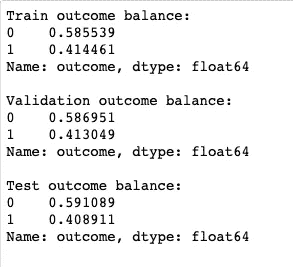 Train outcome balance:
0    0.585539
1    0.414461
Name: outcome, dtype: float64
Validation outcome balance:
0    0.586951
1    0.413049
Name: outcome, dtype: float64
Test outcome balance:
0    0.591089
1    0.408911
Name: outcome, dtype: float64